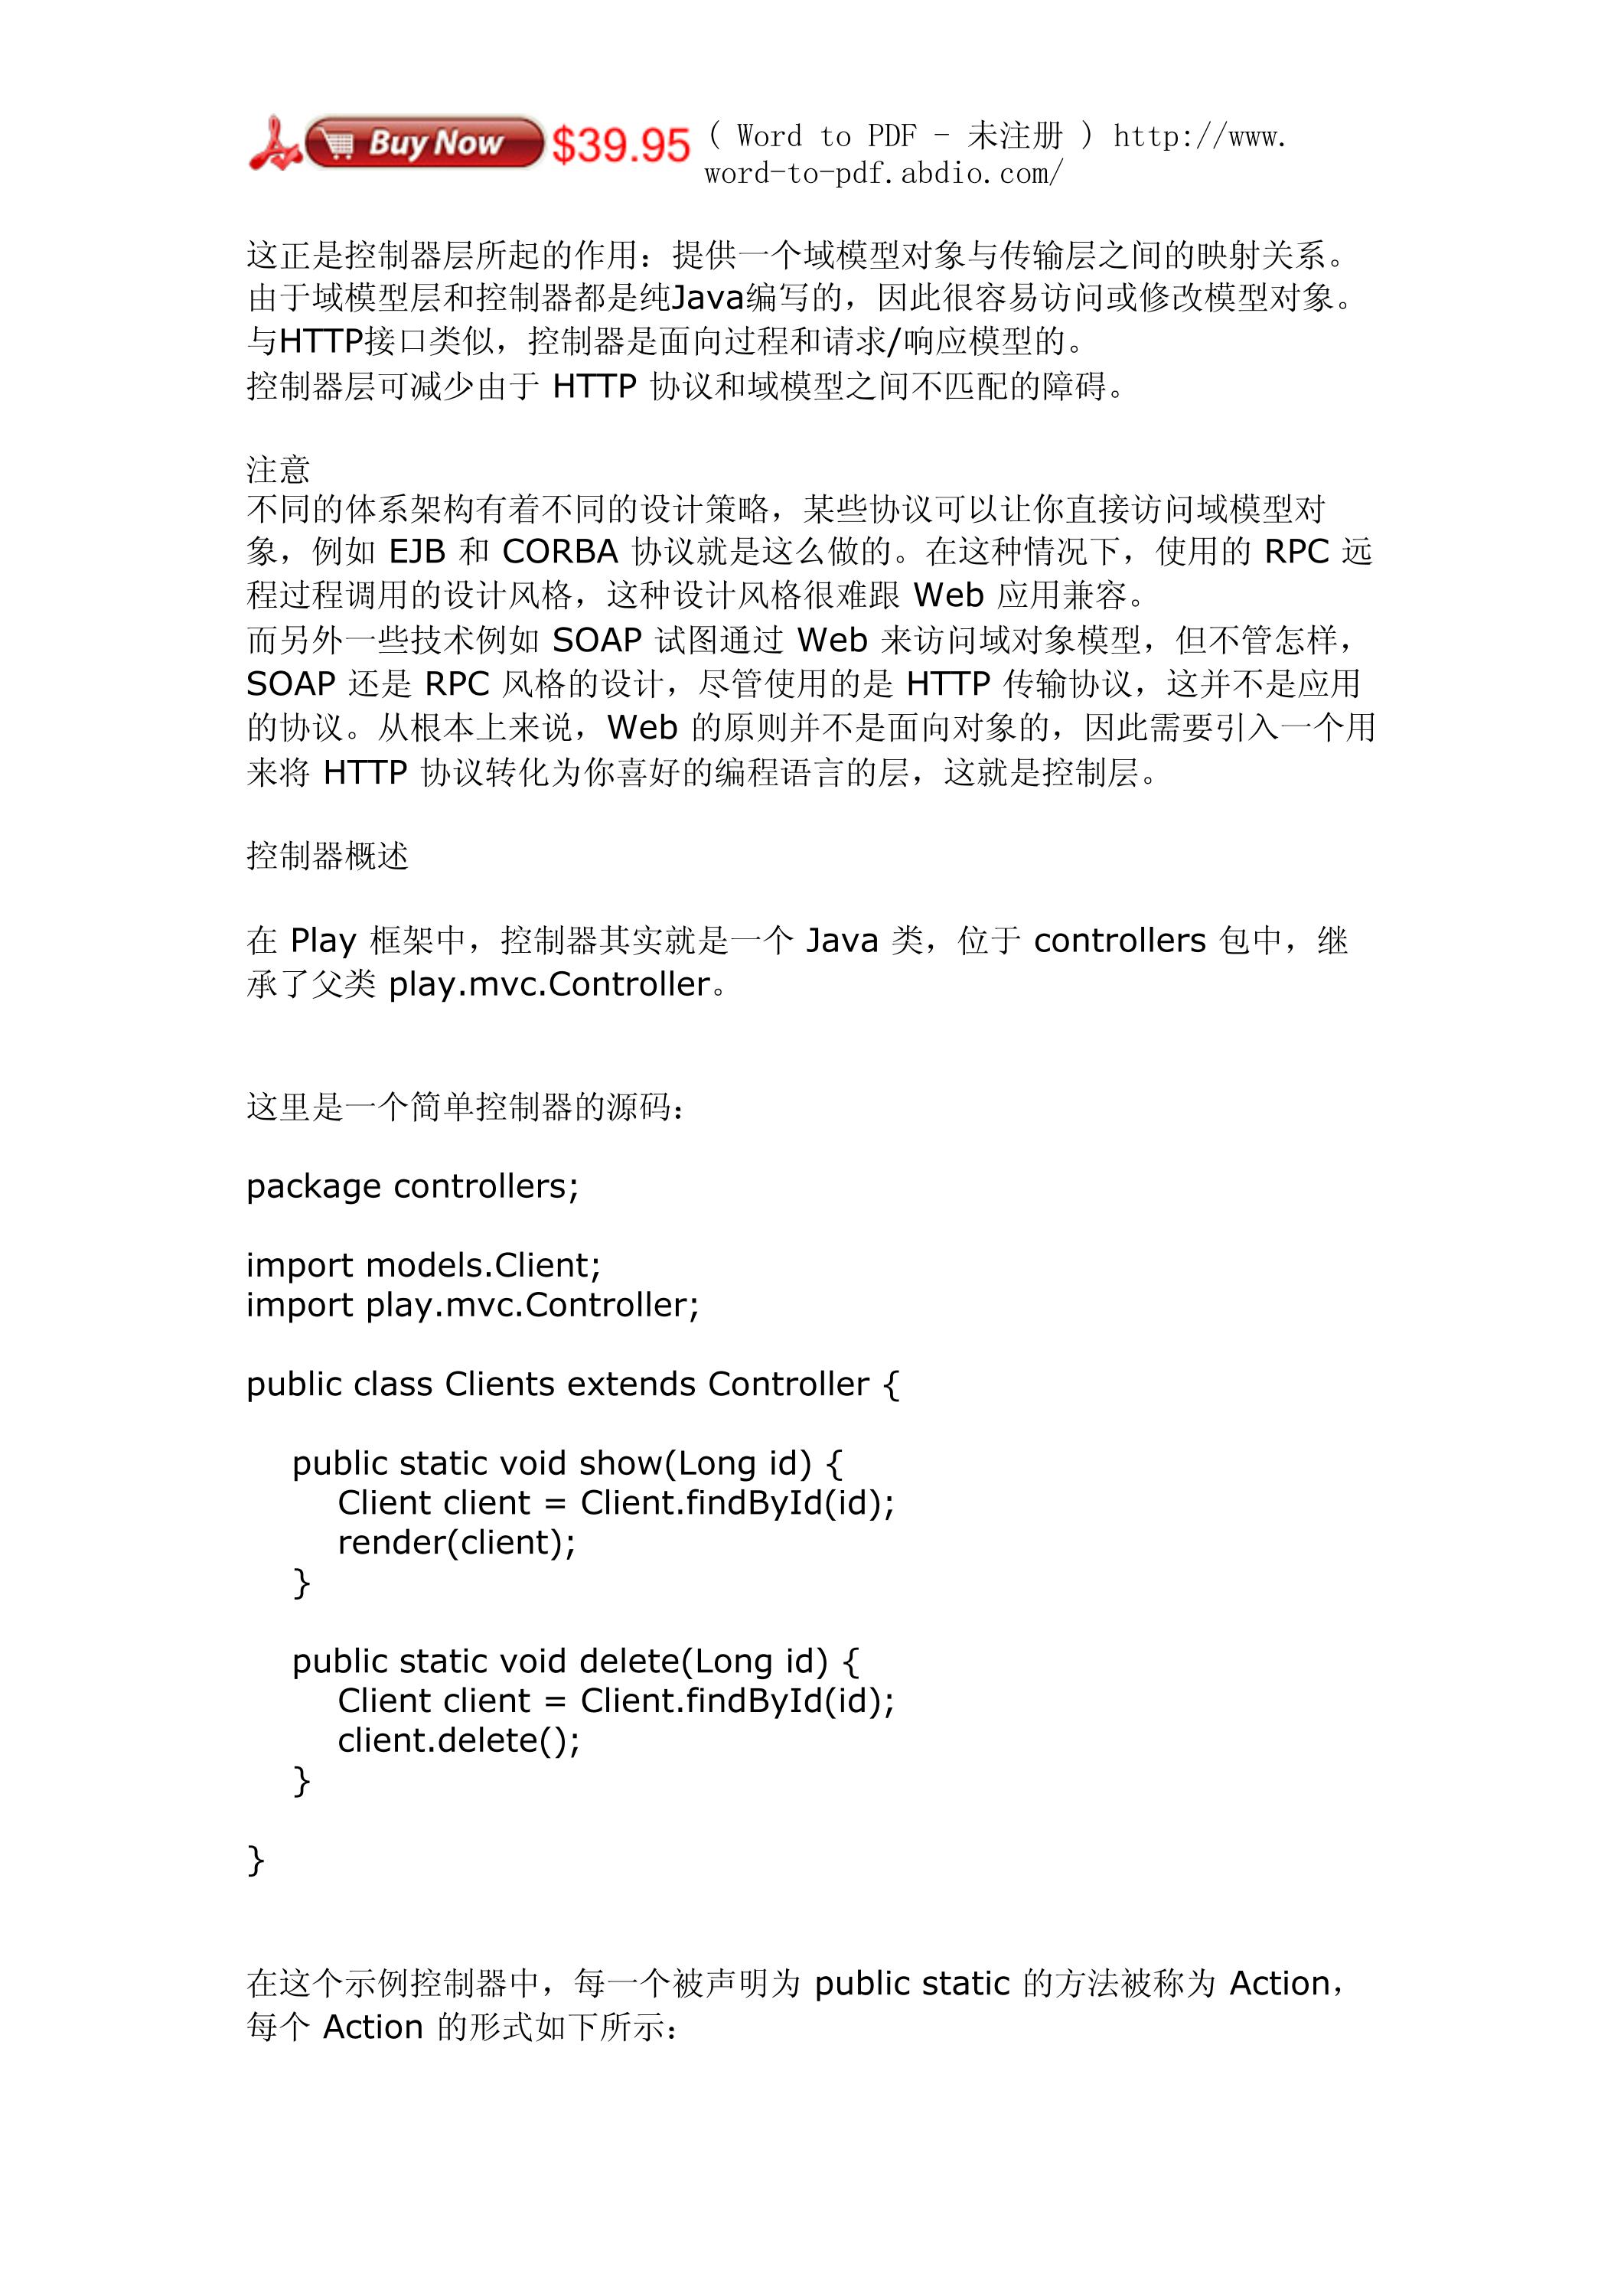 Buy Now $39.95 ( Word to PDF - 未注册 ) http://www.
word-to-pdf.abdio.com/
这正是控制器层所起的作用：提供一个域模型对象与传输层之间的映射关系。
由于域模型层和控制器都是纯Java编写的，因此很容易访问或修改模型对象。
与HTTP接口类似，控制器是面向过程和请求/响应模型的。
控制器层可减少由于 HTTP 协议和域模型之间不匹配的障碍。
注意
不同的体系架构有着不同的设计策略，某些协议可以让你直接访问域模型对
象，例如 EJB 和 CORBA 协议就是这么做的。在这种情况下，使用的 RPC 远
程过程调用的设计风格，这种设计风格很难跟 Web 应用兼容。
而另外一些技术例如 SOAP 试图通过 Web 来访问域对象模型，但不管怎样，
SOAP 还是 RPC 风格的设计，尽管使用的是 HTTP 传输协议，这并不是应用
的协议。从根本上来说，Web 的原则并不是面向对象的，因此需要引入一个用
来将 HTTP 协议转化为你喜好的编程语言的层，这就是控制层。
控制器概述
在 Play 框架中，控制器其实就是一个 Java 类，位于 controllers 包中，继
承了父类 play.mvc.Controller。
这里是一个简单控制器的源码：
package controllers;
import models.Client;
import play.mvc.Controller;
public class Clients extends Controller {
public static void show(Long id) {
Client client = Client.findById(id);
render(client);
}
public static void delete(Long id) {
Client client = Client.findById(id);
client.delete();
}
}
在这个示例控制器中，每一个被声明为 public static 的方法被称为 Action，
每个 Action 的形式如下所示：